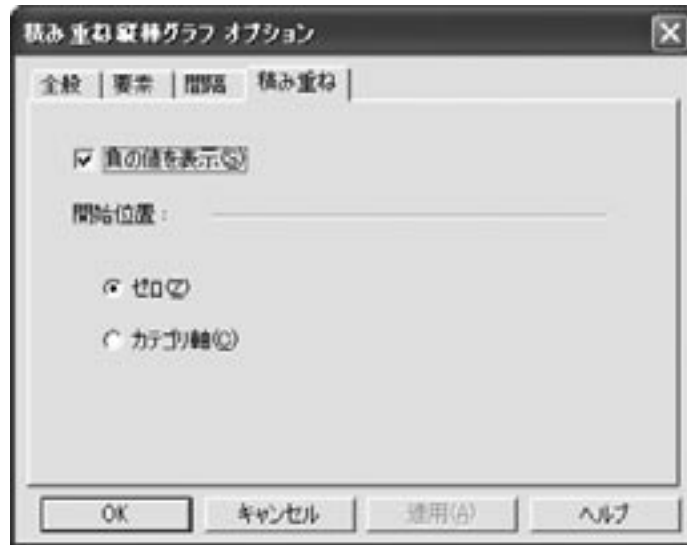 積み重ね縦棒グラフ オプション
全般 要素 間隔 積み重ね
負の値を表示(S)
開始位置：
ゼロ(Z)
カテゴリ軸(C)
OK キャンセル 適用(A) ヘルプ